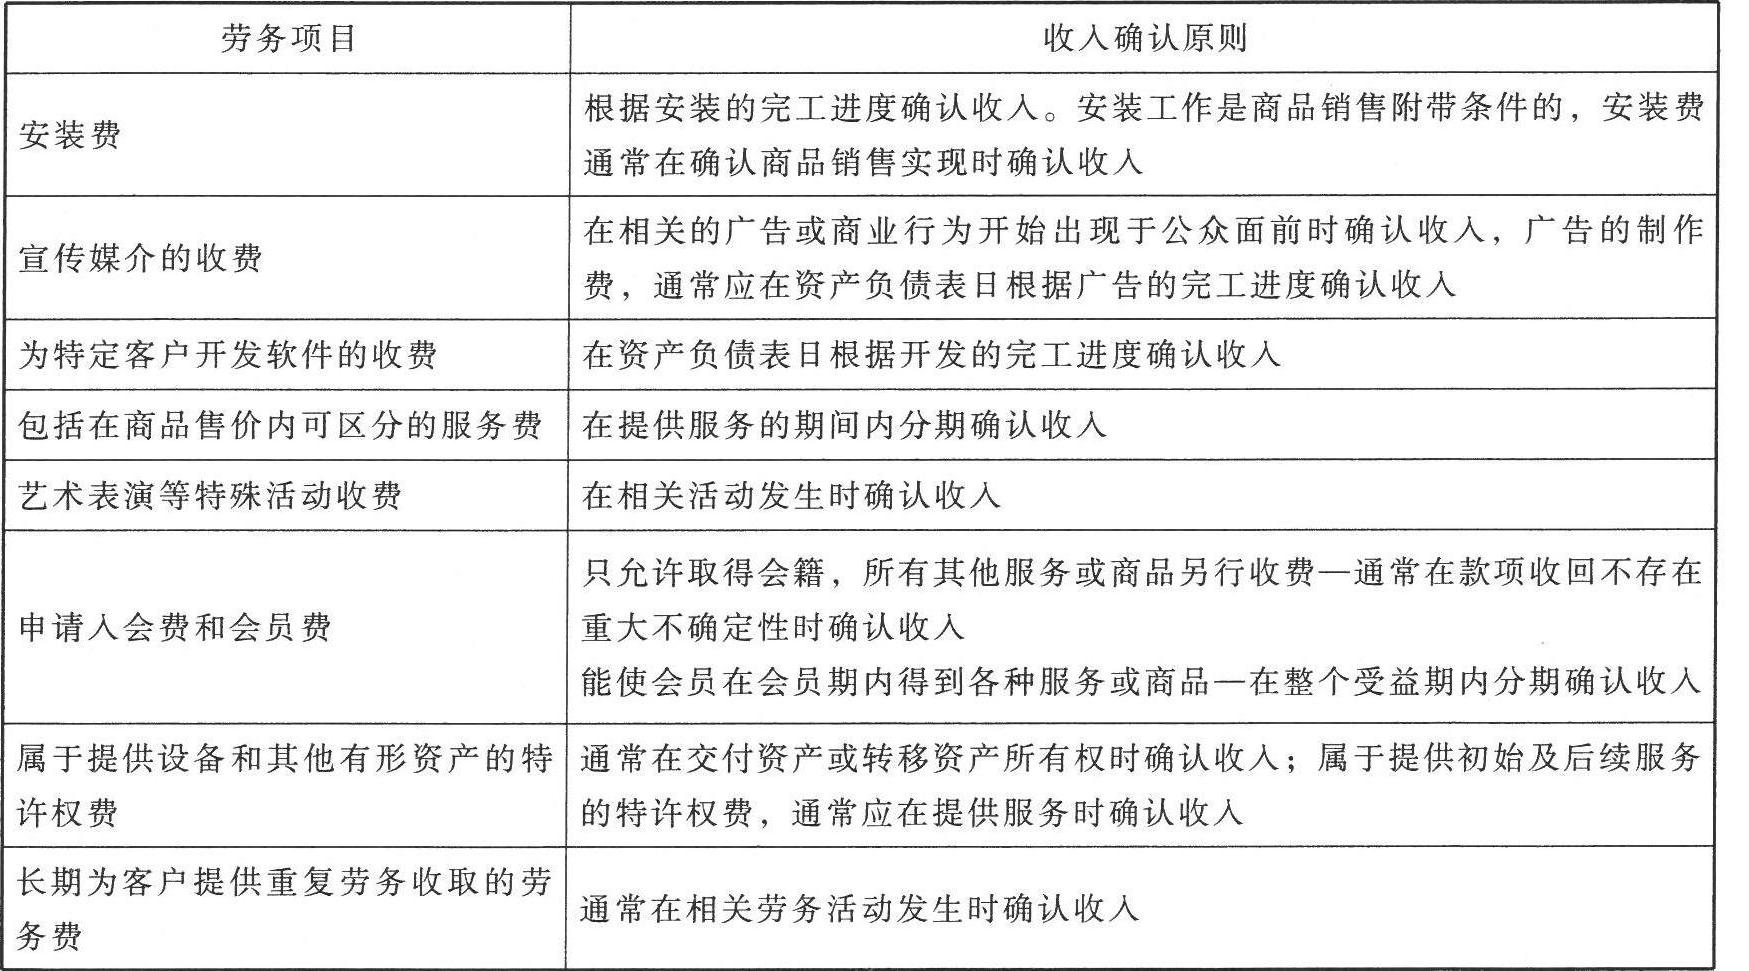 劳务项目
收入确认原则
安装费
根据安装的完工进度确认收入。安装工作是商品销售附带条件的，安装费
通常在确认商品销售实现时确认收入
宣传媒介的收费
在相关的广告或商业行为开始出现于公众面前时确认收入，广告的制作
费，通常应在资产负债表日根据广告的完工进度确认收入
为特定客户开发软件的收费
在资产负债表日根据开发的完工进度确认收入
包括在商品售价内可区分的服务费
在提供服务的期间内分期确认收入
艺术表演等特殊活动收费
在相关活动发生时确认收入
申请入会费和会员费
只允许取得会籍，所有其他服务或商品另行收费—通常在款项收回不存在
重大不确定性时确认收入
能使会员在会员期内得到各种服务或商品—在整个受益期内分期确认收入
属于提供设备和其他有形资产的特
许权费
通常在交付资产或转移资产所有权时确认收入；属于提供初始及后续服务
的特许权费，通常应在提供服务时确认收入
长期为客户提供重复劳务收取的劳
务费
通常在相关劳务活动发生时确认收入